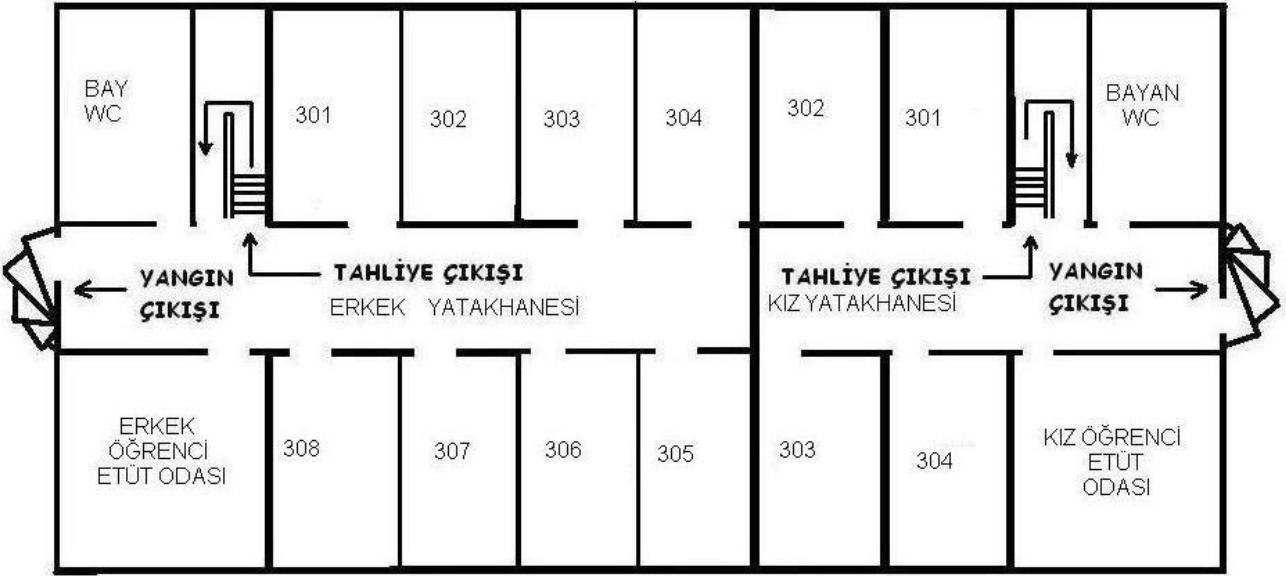 BAY
WC
301
302
303
304
302
301
BAYAN
WC
YANGIN
ÇIKIŞI
TAHLİYE ÇIKIŞI
ERKEK YATAKHANESİ
TAHLİYE ÇIKIŞI
KIZ YATAKHANESİ
YANGIN
ÇIKIŞI
ERKEK
ÖĞRENCİ
ETÜT ODASI
308
307
306
305
303
304
KIZ ÖĞRENCİ
ETÜT
ODASI